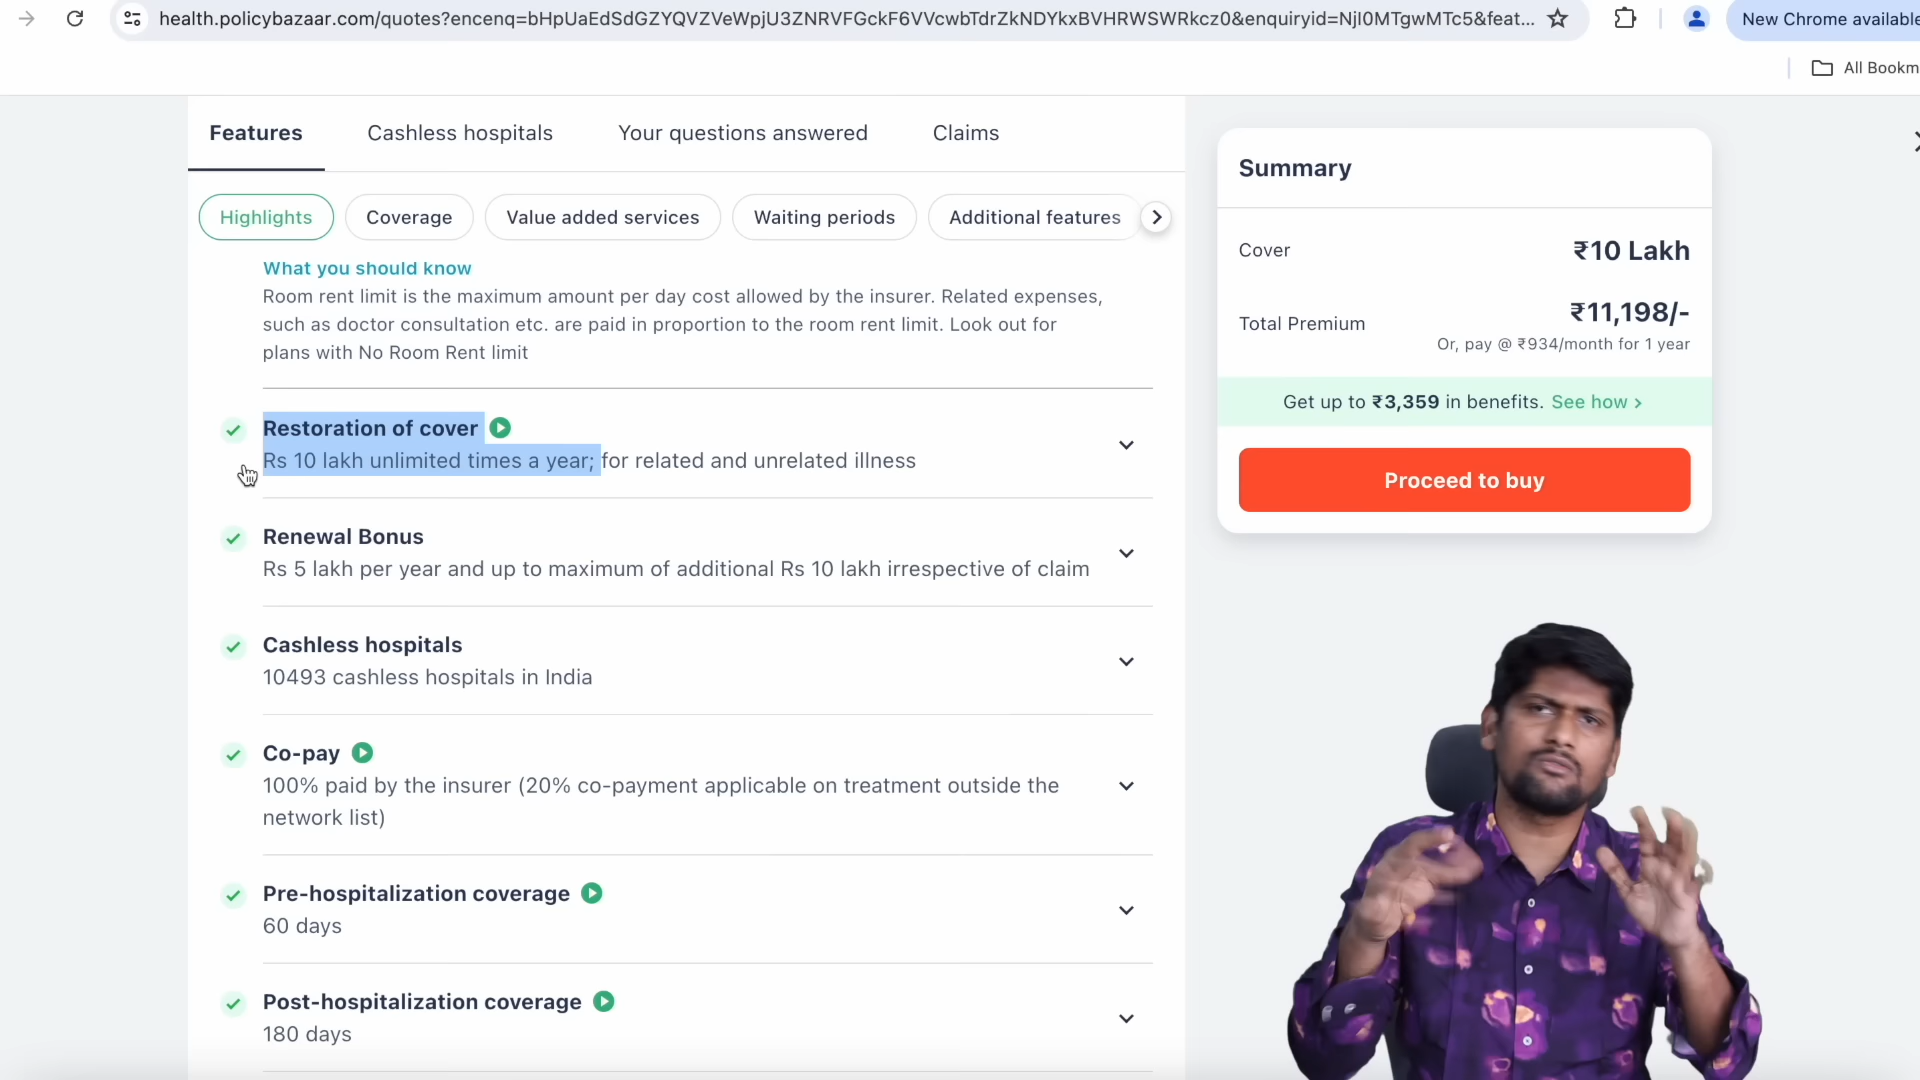 health.policybazaar.com/quotes?encenq=bHpUaEdSdGZYQVZVeWpjU3ZNRVFGckF6VVcwbTdrZkNDYkxBVHRWSWRkcz0&enquiryid=NjI0MTgwMTc5&feat...
New Chrome available
All Bookm
Features
Cashless hospitals
Your questions answered
Claims
Highlights
Coverage
Value added services
Waiting periods
Additional features
What you should know
Room rent limit is the maximum amount per day cost allowed by the insurer. Related expenses,
such as doctor consultation etc. are paid in proportion to the room rent limit. Look out for
plans with No Room Rent limit
Restoration of cover
Rs 10 lakh unlimited times a year; for related and unrelated illness
Renewal Bonus
Rs 5 lakh per year and up to maximum of additional Rs 10 lakh irrespective of claim
Cashless hospitals
10493 cashless hospitals in India
Co-pay
100% paid by the insurer (20% co-payment applicable on treatment outside the
network list)
Pre-hospitalization coverage
60 days
Post-hospitalization coverage
180 days
Summary
Cover
₹10 Lakh
Total Premium
₹11,198/-
Or, pay @ ₹934/month for 1 year
Get up to ₹3,359 in benefits. See how ›
Proceed to buy